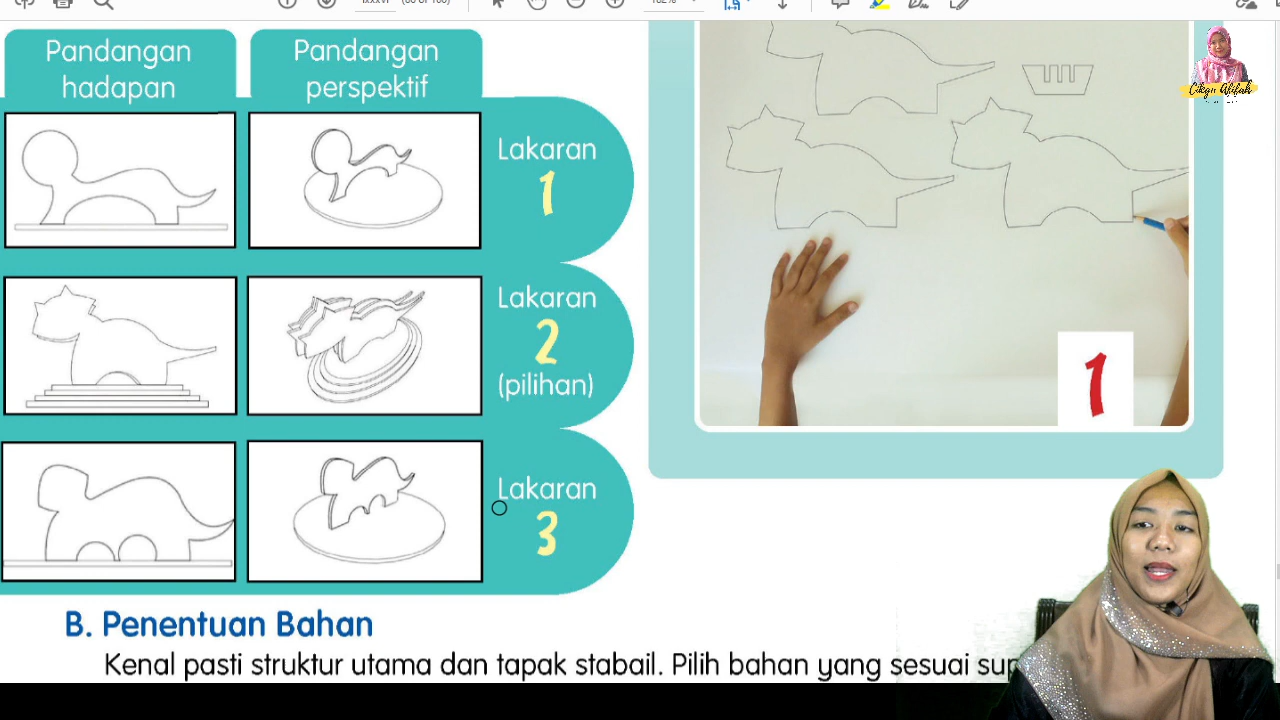 Pandangan
hadapan
Pandangan
perspektif
Lakaran
1
Lakaran
2
(pilihan)
Lakaran
3
1
Cikgu Afifah
B. Penentuan Bahan
Kenal pasti struktur utama dan tapak stabail. Pilih bahan yang sesuai